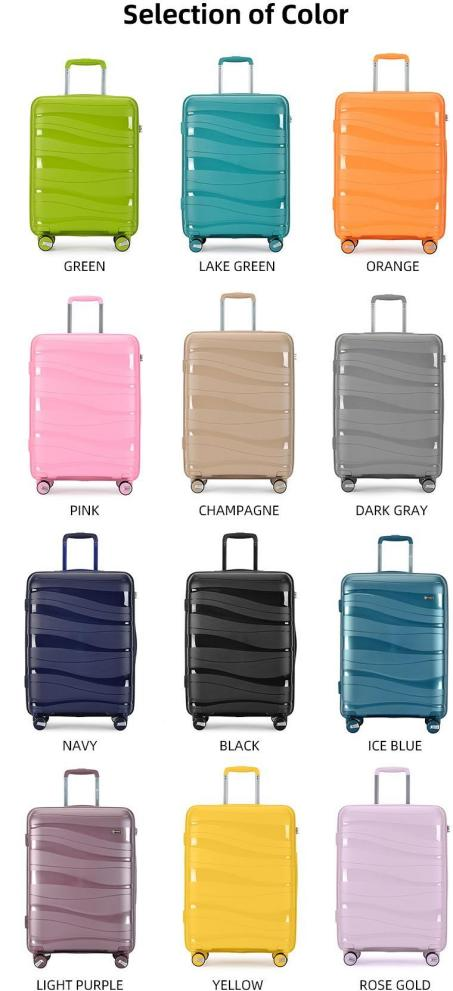 Selection of Color
GREEN
LAKE GREEN
ORANGE
PINK
CHAMPAGNE
DARK GRAY
NAVY
BLACK
ICE BLUE
LIGHT PURPLE
YELLOW
ROSE GOLD